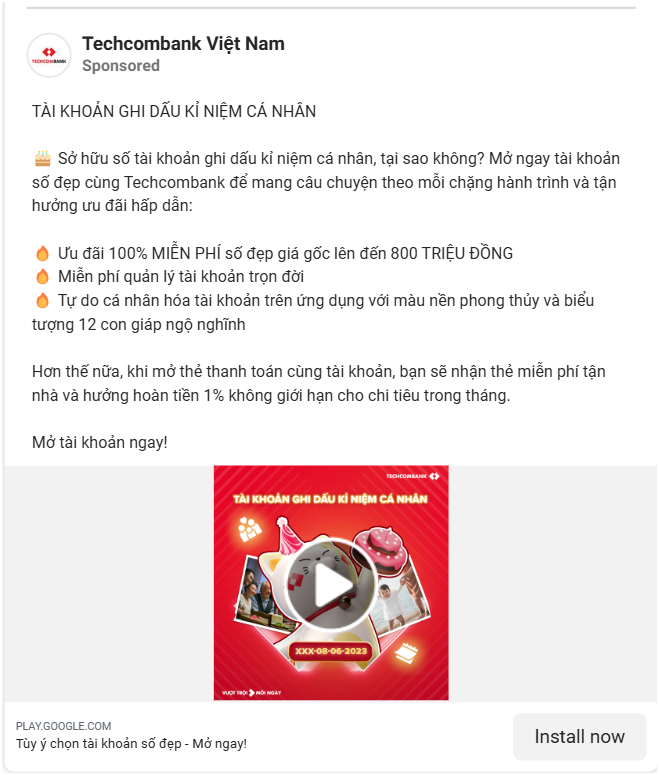 Techcombank Việt Nam
TECHCOMBANK
Sponsored
TÀI KHOẢN GHI DẤU KỈ NIỆM CÁ NHÂN
🎂 Sở hữu số tài khoản ghi dấu kỉ niệm cá nhân, tại sao không? Mở ngay tài khoản
số đẹp cùng Techcombank để mang câu chuyện theo mỗi chặng hành trình và tận
hưởng ưu đãi hấp dẫn:
🔥 Ưu đãi 100% MIỄN PHÍ số đẹp giá gốc lên đến 800 TRIỆU ĐỒNG
🔥 Miễn phí quản lý tài khoản trọn đời
🔥 Tự do cá nhân hóa tài khoản trên ứng dụng với màu nền phong thủy và biểu
tượng 12 con giáp ngộ nghĩnh
Hơn thế nữa, khi mở thẻ thanh toán cùng tài khoản, bạn sẽ nhận thẻ miễn phí tận
nhà và hưởng hoàn tiền 1% không giới hạn cho chi tiêu trong tháng.
Mở tài khoản ngay!
TECHCOMBANK
TÀI KHOẢN GHI DẤU KỈ NIỆM CÁ NHÂN
XXX-08-06-2023
VƯỢT TRỘI MỖI NGÀY
PLAY.GOOGLE.COM
Tùy ý chọn tài khoản số đẹp - Mở ngay!
Install now